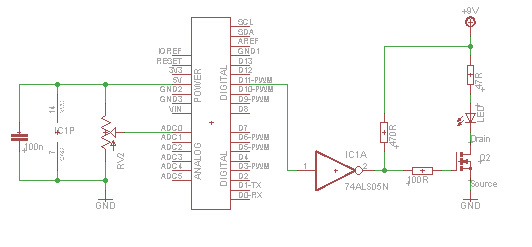 +9V
SCL
SDA
AREF
IOREF
GND1
RESET
D13
3V3
D12
5V
D11-PWM
GND2
D10-PWM
GND3
D9-PWM
VIN
D8
POWER
DIGITAL
47R
LED
14
IC1P
7
100n
RV2
ADC0
D7
ADC1
D6-PWM
ADC2
D5-PWM
ADC3
D4
ADC4
D3-PWM
ADC5
D2
D1-TX
D0-RX
ANALOG
DIGITAL
470R
IC1A
1
2
74ALS05N
100R
Drain
Q2
Source
GND
GND